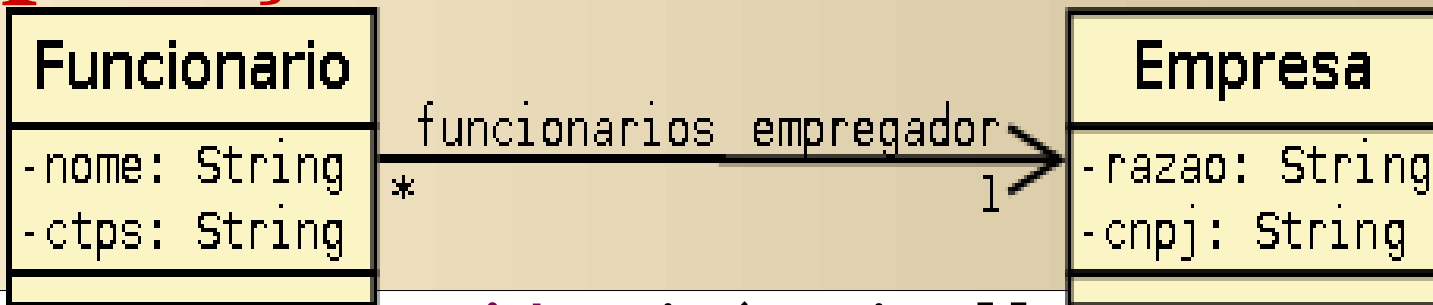 Funcionario
-nome: String
-ctps: String
funcionarios empregador
* 1
Empresa
-razao: String
-cnpj: String